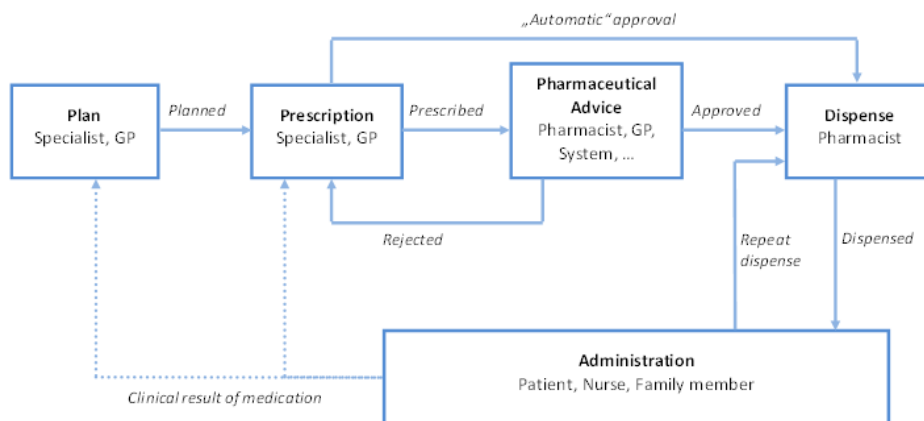 „Automatic“ approval
Plan
Specialist, GP
Planned
Prescription
Specialist, GP
Prescribed
Pharmaceutical
Advice
Pharmacist, GP,
System, ...
Approved
Dispense
Pharmacist
Rejected
Repeat
dispense
Dispensed
Administration
Patient, Nurse, Family member
Clinical result of medication